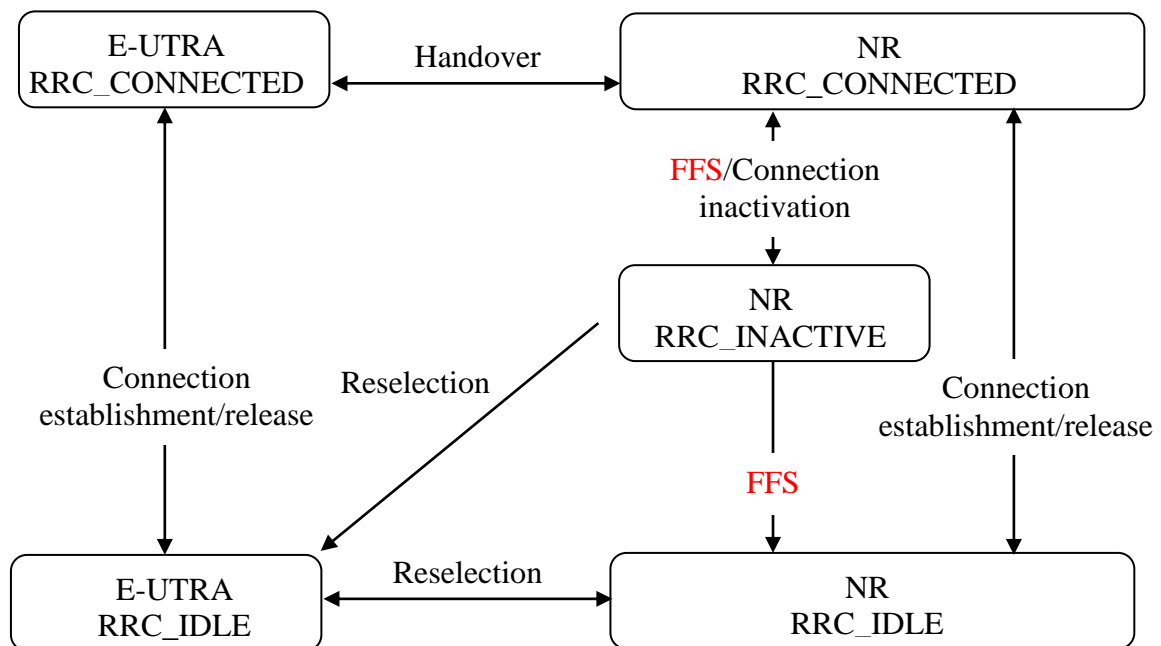 E-UTRA
RRC_CONNECTED
Handover
NR
RRC_CONNECTED
FFS/Connection
inactivation
NR
RRC_INACTIVE
Connection
establishment/release
Reselection
Connection
establishment/release
FFS
E-UTRA
RRC_IDLE
Reselection
NR
RRC_IDLE